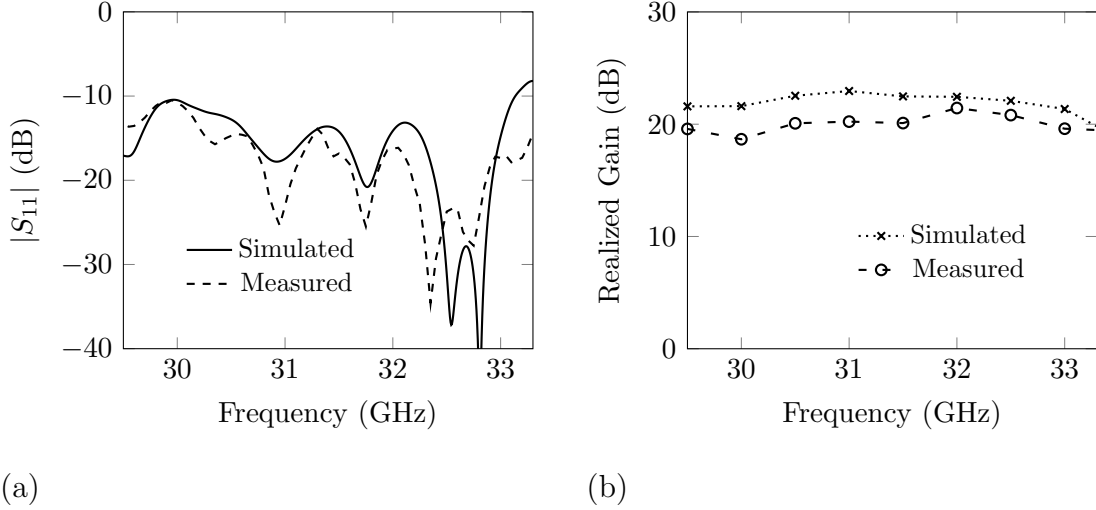 0
−10
−20
−30
−40
|S11| (dB)
Simulated
Measured
30 31 32 33
Frequency (GHz)
(a)
30
20
10
0
Realized Gain (dB)
Simulated
Measured
30 31 32 33
Frequency (GHz)
(b)